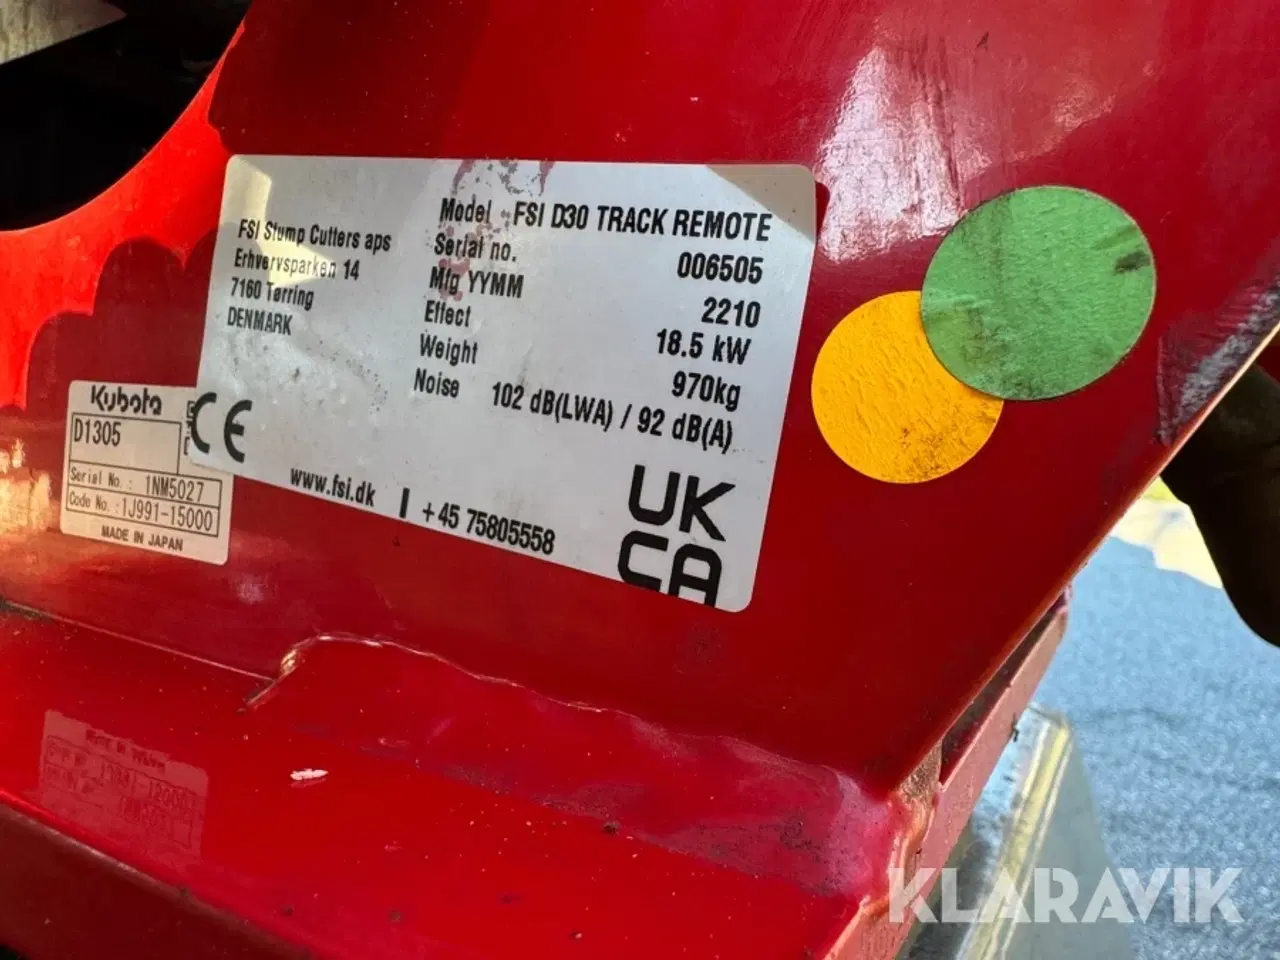 FSI Stump Cutters aps
Erhvervsparken 14
7160 Tørring
DENMARK
Model : FSI D30 TRACK REMOTE
Serial no. 006505
Mfg YYMM 2210
Effect 18.5 kW
Weight 970kg
Noise 102 dB(LWA) / 92 dB(A)
CE
www.fsi.dk | +45 75805558
UK
CA
Kubota
D1305
Serial No. : 1NM5027
Code No. : 1J991-15000
MADE IN JAPAN
KLARAVIK